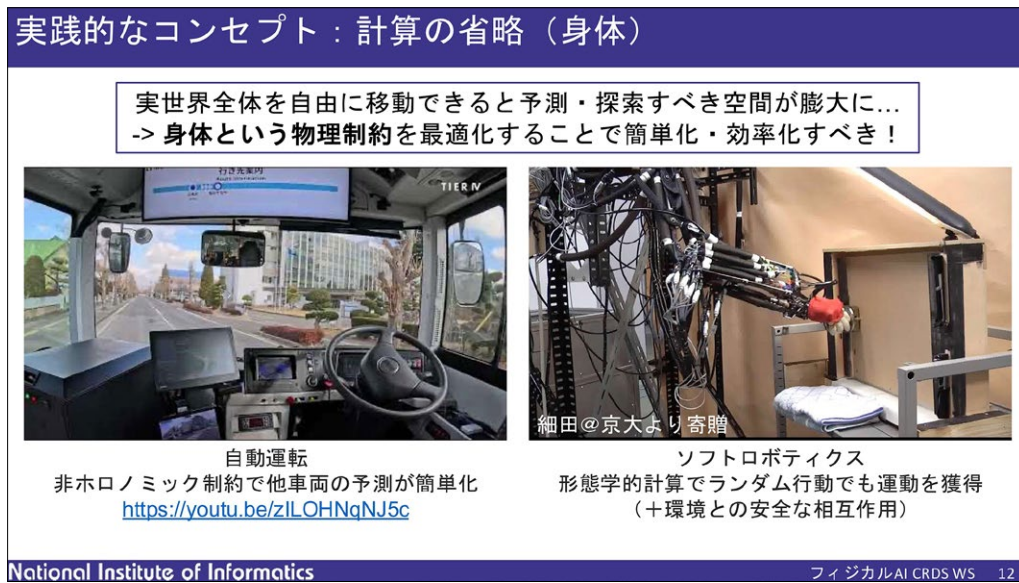 実践的なコンセプト：計算の省略（身体）
実世界全体を自由に移動できると予測・探索すべき空間が膨大に…
-> 身体という物理制約を最適化することで簡単化・効率化すべき！
行き先案内
TIER IV
細田＠京大より寄贈
自動運転
非ホロノミック制約で他車両の予測が簡単化
https://youtu.be/zILOHNqNJ5c
ソフトロボティクス
形態学的計算でランダム行動でも運動を獲得
（＋環境との安全な相互作用）
National Institute of Informatics
フィジカルAI CRDS WS 12